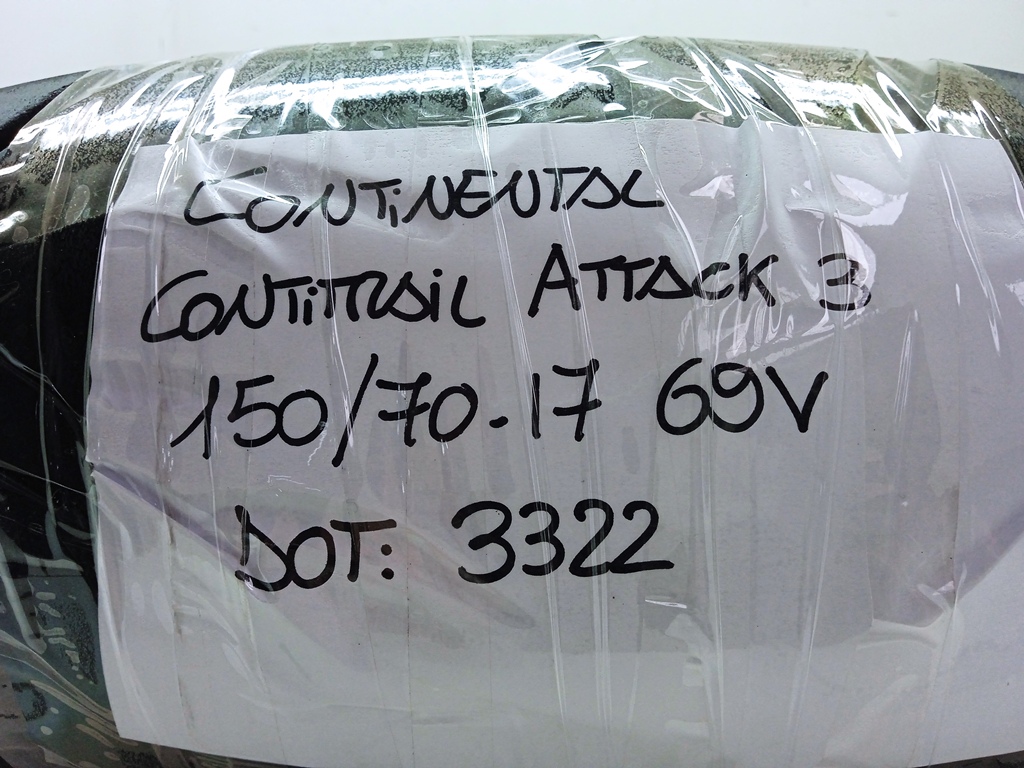 CONTINENTAL
CONTITRAIL ATTACK 3
150/70-17 69V
DOT: 3322